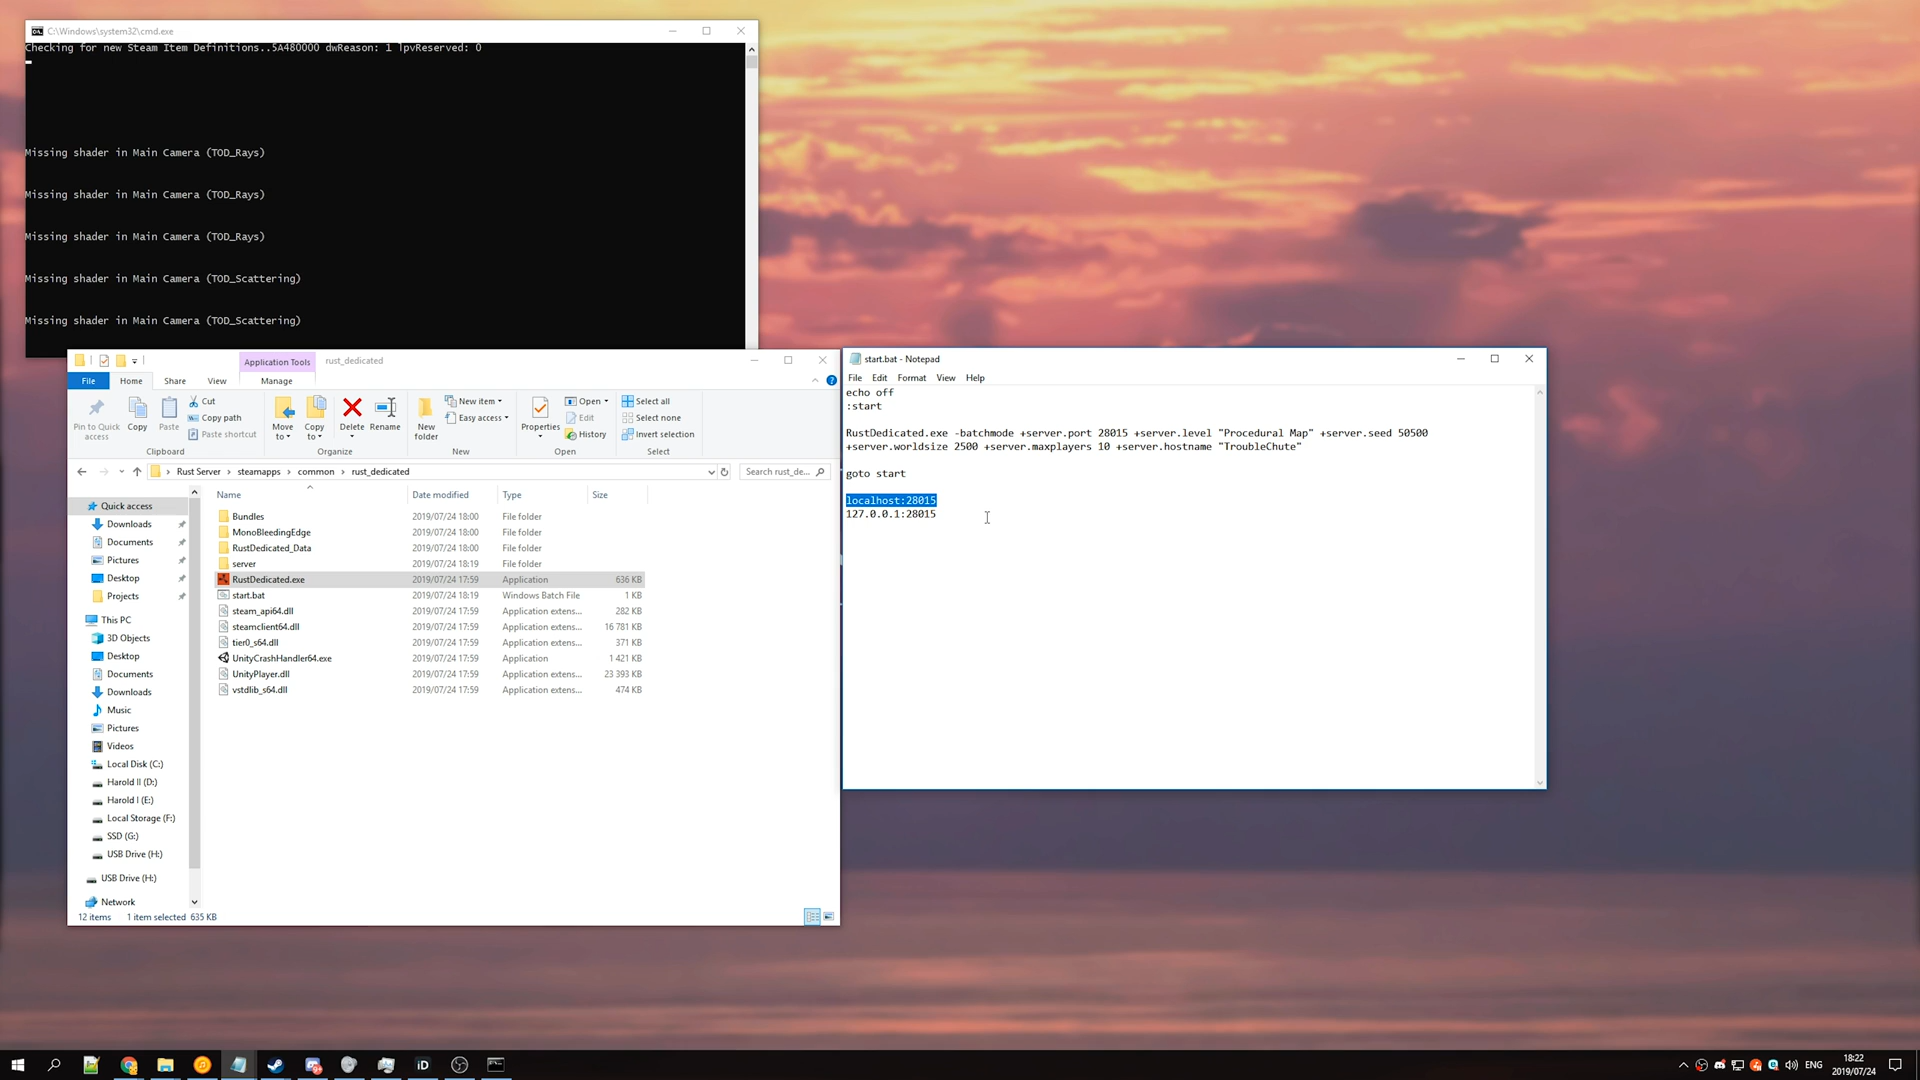 C:\Windows\system32\cmd.exe
Checking for new Steam Item Definitions..5A480000 dwReason: 1 lpvReserved: 0
Missing shader in Main Camera (TOD_Rays)
Missing shader in Main Camera (TOD_Rays)
Missing shader in Main Camera (TOD_Rays)
Missing shader in Main Camera (TOD_Scattering)
Missing shader in Main Camera (TOD_Scattering)
Application Tools rust_dedicated
File Home Share View Manage
Pin to Quick access
Copy
Paste
Cut
Copy path
Paste shortcut
Clipboard
Move to
Copy to
Delete
Rename
Organize
New folder
New item
Easy access
New
Properties
Open
Edit
History
Open
Select all
Select none
Invert selection
Select
Rust Server steamapps common rust_dedicated
Search rust_de...
Name Date modified Type Size
Bundles 2019/07/24 18:00 File folder
MonoBleedingEdge 2019/07/24 18:00 File folder
RustDedicated_Data 2019/07/24 18:00 File folder
server 2019/07/24 18:19 File folder
RustDedicated.exe 2019/07/24 17:59 Application 636 KB
start.bat 2019/07/24 18:19 Windows Batch File 1 KB
steam_api64.dll 2019/07/24 17:59 Application extens... 282 KB
steamclient64.dll 2019/07/24 17:59 Application extens... 16 781 KB
tier0_s64.dll 2019/07/24 17:59 Application extens... 371 KB
UnityCrashHandler64.exe 2019/07/24 17:59 Application 1 421 KB
UnityPlayer.dll 2019/07/24 17:59 Application extens... 23 393 KB
vstdlib_s64.dll 2019/07/24 17:59 Application extens... 474 KB
Quick access
Downloads
Documents
Pictures
Desktop
Projects
This PC
3D Objects
Desktop
Documents
Downloads
Music
Pictures
Videos
Local Disk (C:)
Harold II (D:)
Harold I (E:)
Local Storage (F:)
SSD (G:)
USB Drive (H:)
USB Drive (H:)
Network
12 items 1 item selected 635 KB
start.bat - Notepad
File Edit Format View Help
echo off
:start
RustDedicated.exe -batchmode +server.port 28015 +server.level "Procedural Map" +server.seed 50500
+server.worldsize 2500 +server.maxplayers 10 +server.hostname "TroubleChute"
goto start
localhost:28015
127.0.0.1:28015
iD
ENG
18:22
2019/07/24